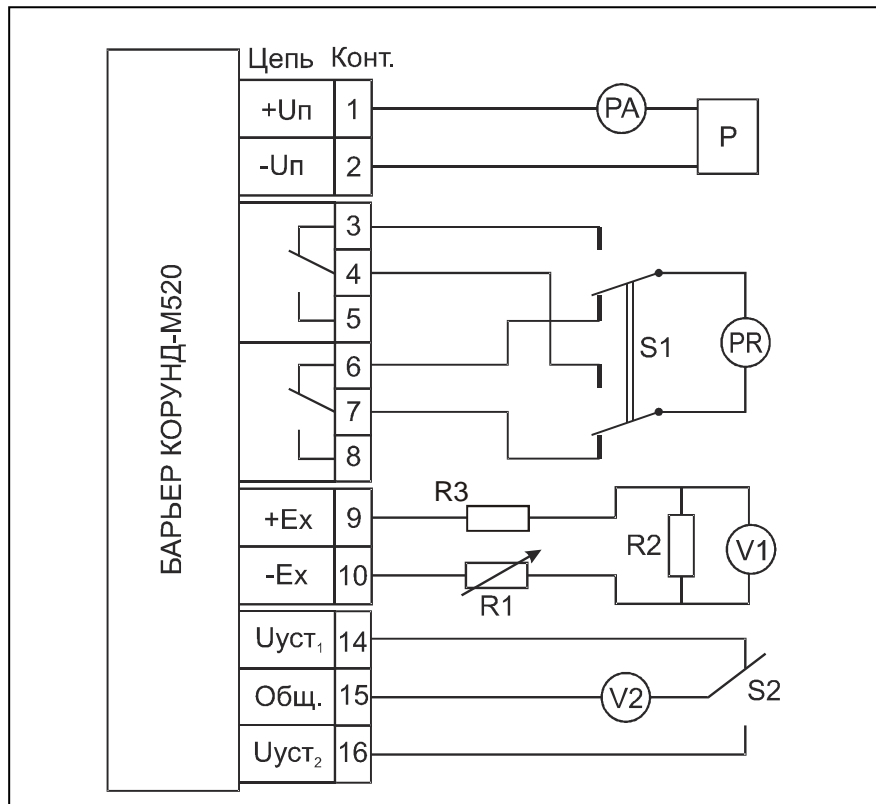 БАРЬЕР КОРУНД-М520
Цепь Конт.
+Uп 1
-Uп 2
3
4
5
6
7
8
+Ex 9
-Ex 10
Uуст₁ 14
Общ. 15
Uуст₂ 16
PA
P
S1
PR
R3
R1
R2
V1
V2
S2